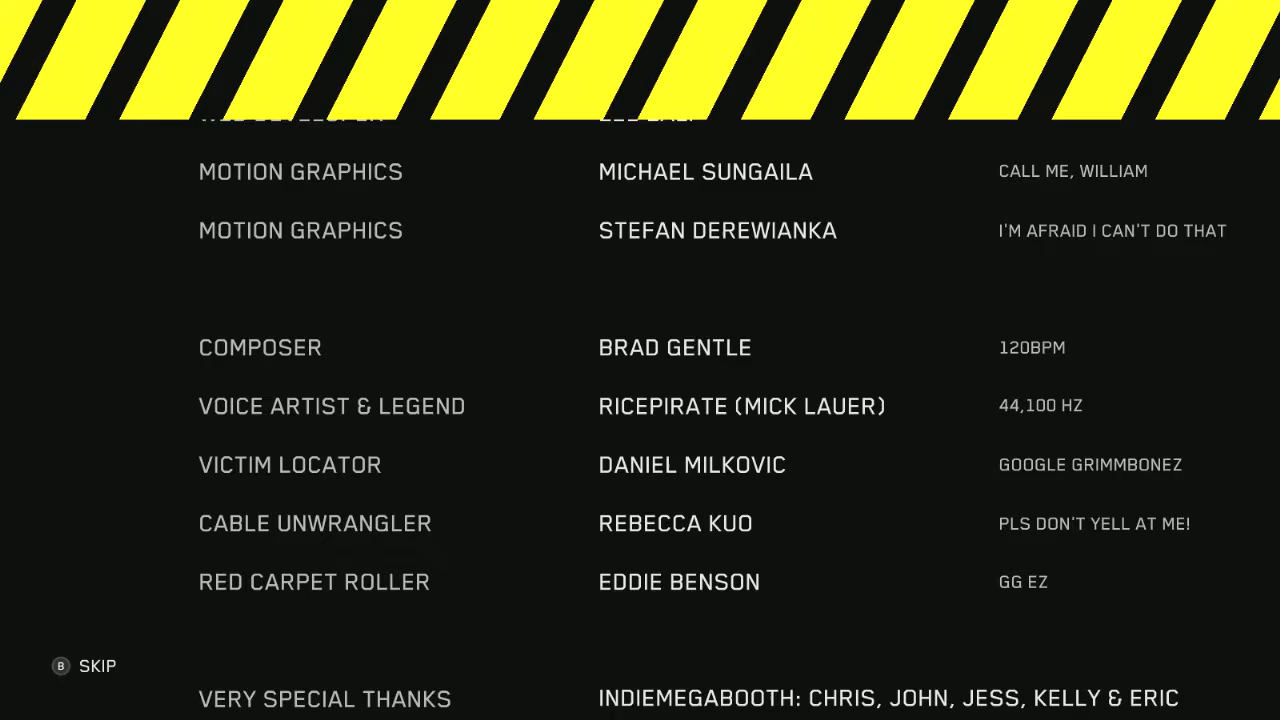 MOTION GRAPHICS MICHAEL SUNGAILA CALL ME, WILLIAM
MOTION GRAPHICS STEFAN DEREWIANKA I'M AFRAID I CAN'T DO THAT
COMPOSER BRAD GENTLE 120BPM
VOICE ARTIST & LEGEND RICEPIRATE (MICK LAUER) 44,100 HZ
VICTIM LOCATOR DANIEL MILKOVIC GOOGLE GRIMMBONEZ
CABLE UNWRANGLER REBECCA KUO PLS DON'T YELL AT ME!
RED CARPET ROLLER EDDIE BENSON GG EZ
B SKIP
VERY SPECIAL THANKS INDIEMEGABOOTH: CHRIS, JOHN, JESS, KELLY & ERIC